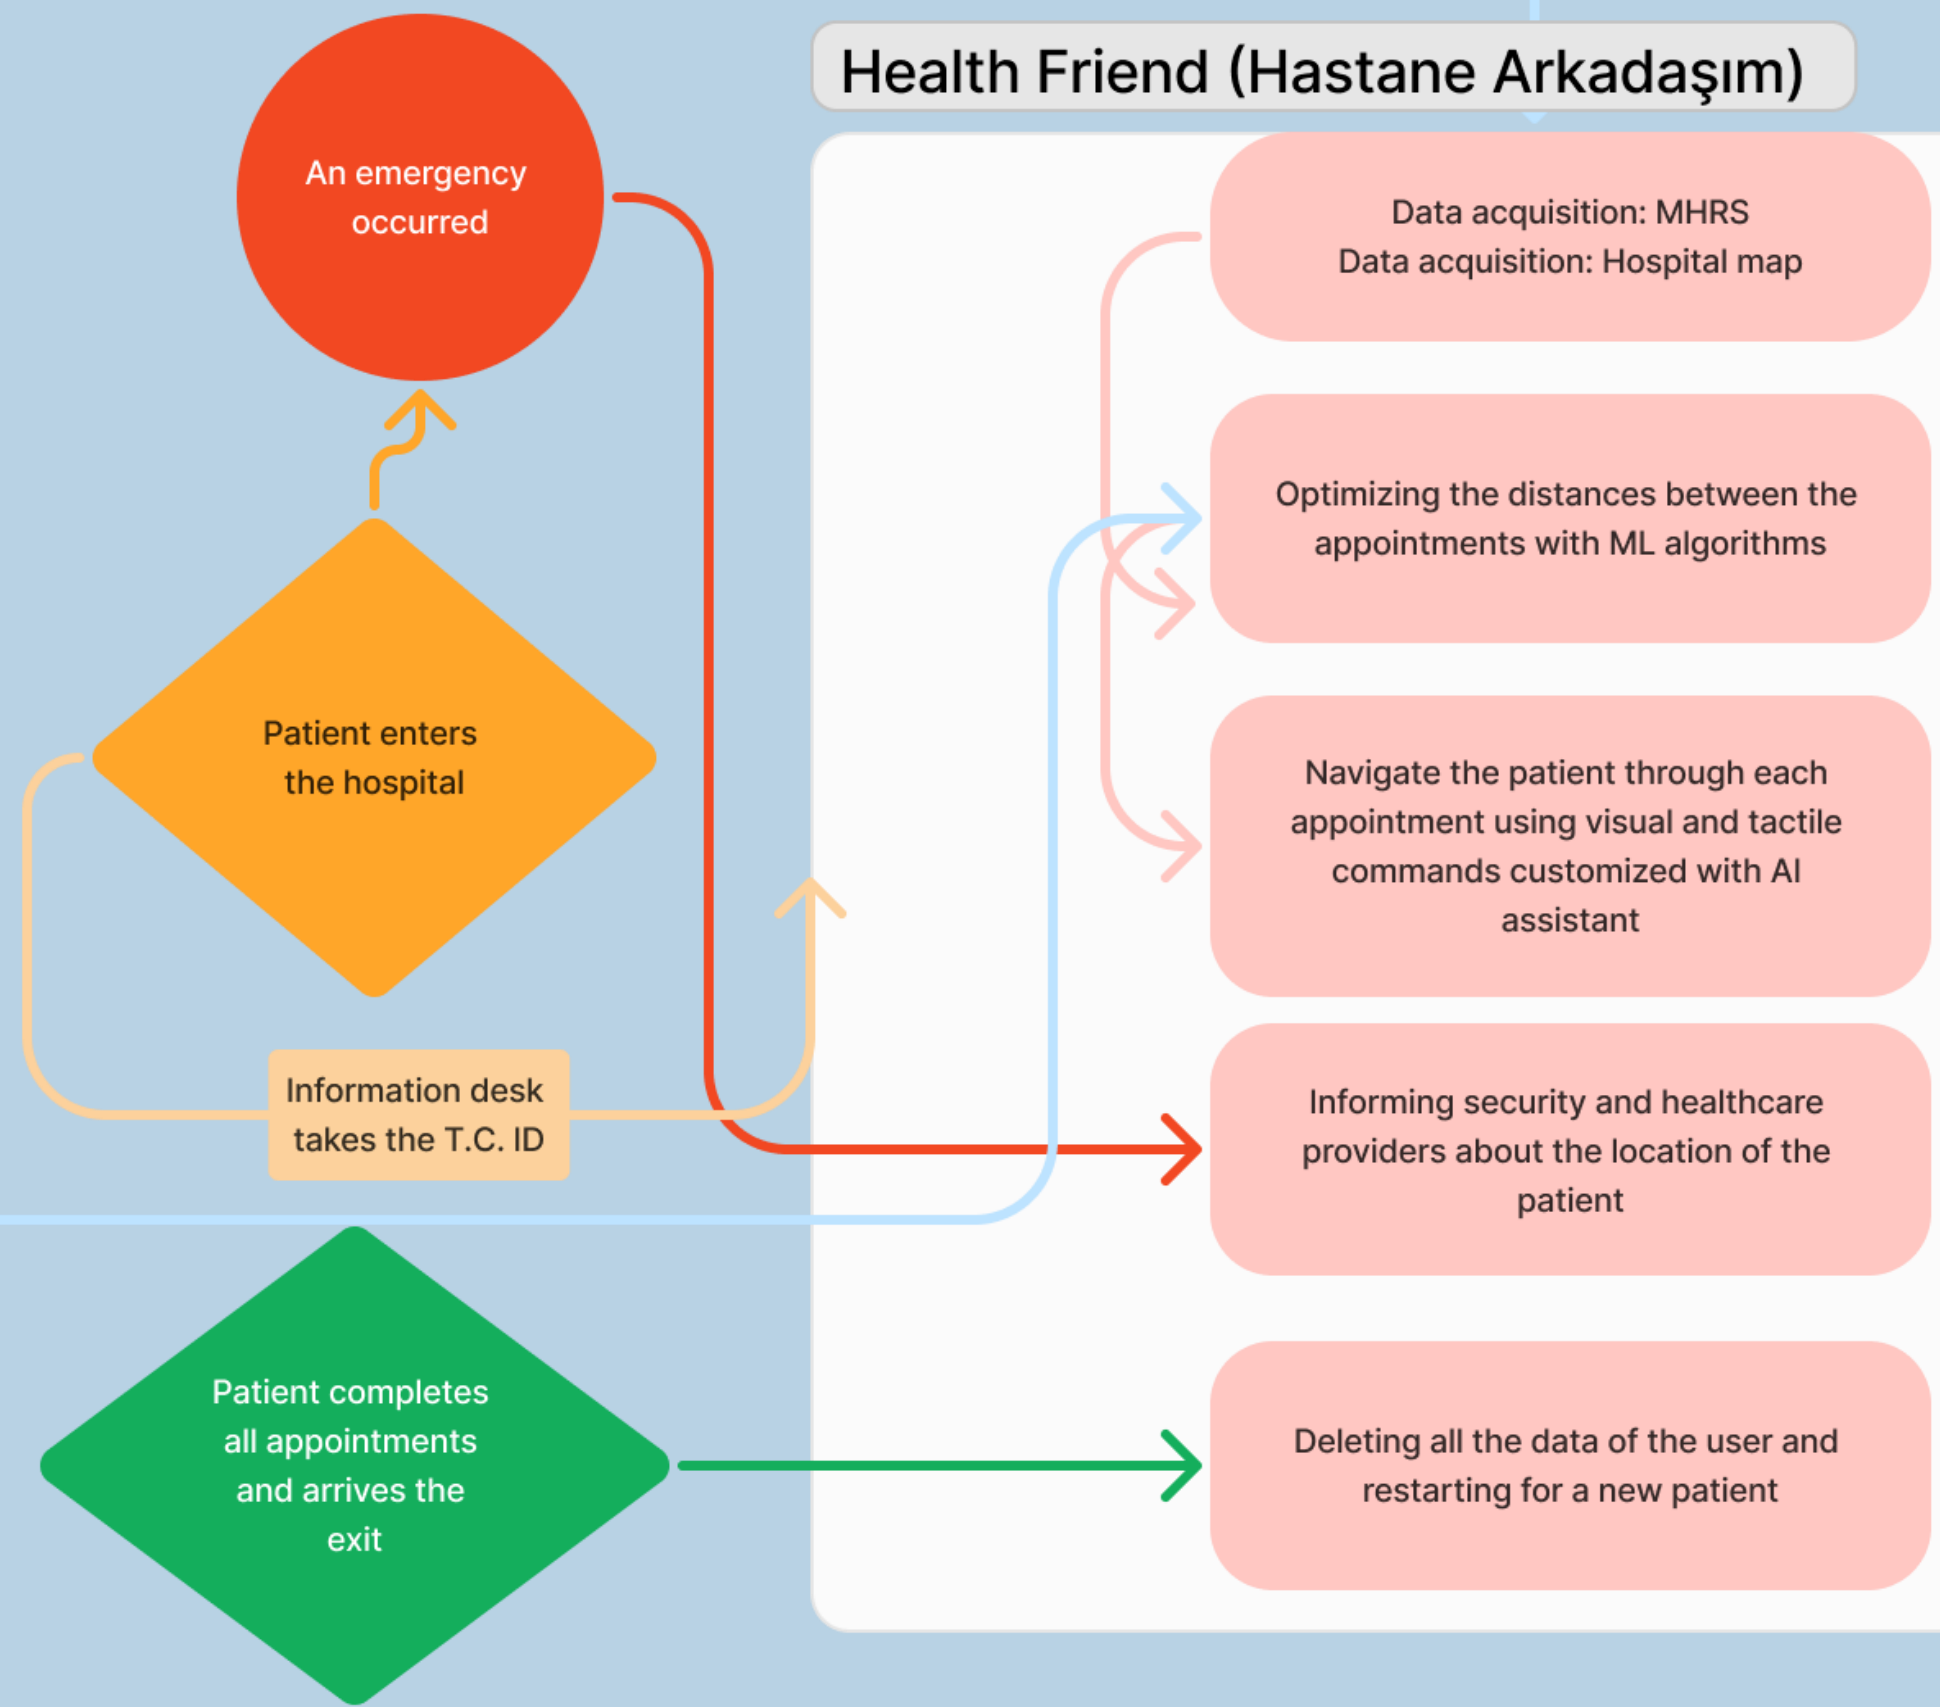 Health Friend (Hastane Arkadaşım)
An emergency
occurred
Patient enters
the hospital
Information desk
takes the T.C. ID
Patient completes
all appointments
and arrives the
exit
Data acquisition: MHRS
Data acquisition: Hospital map
Optimizing the distances between the
appointments with ML algorithms
Navigate the patient through each
appointment using visual and tactile
commands customized with AI
assistant
Informing security and healthcare
providers about the location of the
patient
Deleting all the data of the user and
restarting for a new patient